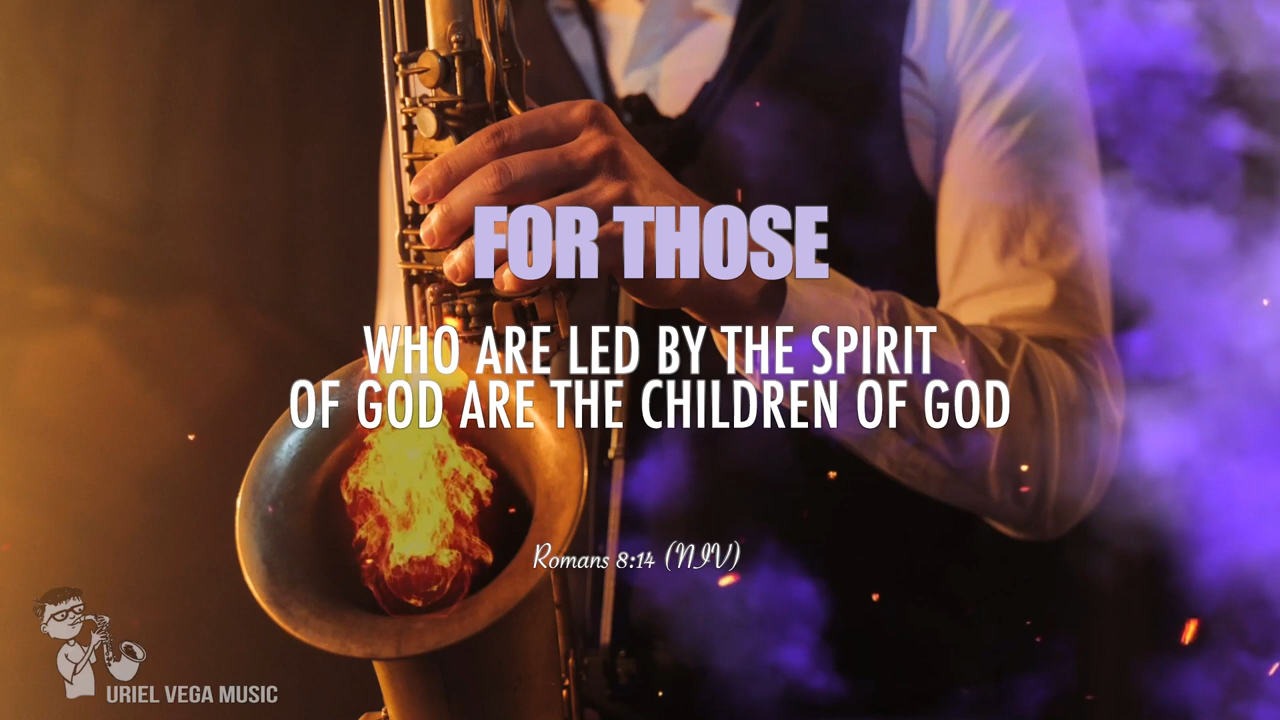 FOR THOSE
WHO ARE LED BY THE SPIRIT
OF GOD ARE THE CHILDREN OF GOD
Romans 8:14 (NIV)
URIEL VEGA MUSIC